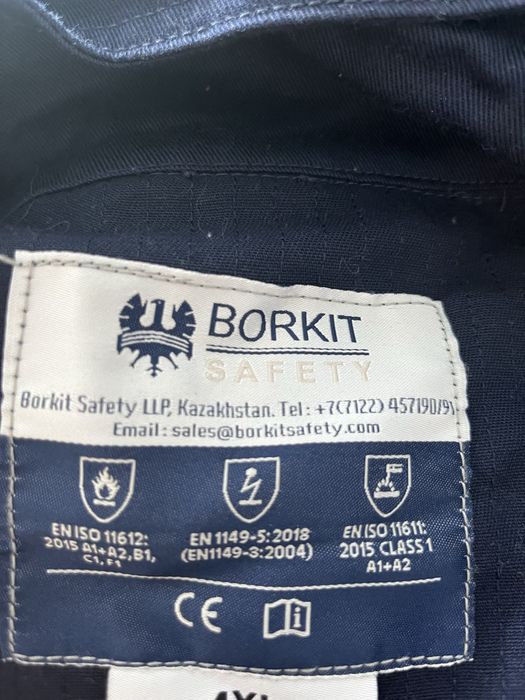 BORKIT
SAFETY
Borkit Safety LLP, Kazakhstan. Tel: +7(7122) 457190/91
Email: sales@borkitsafety.com
EN ISO 11612:
2015 A1+A2,B1,
C1, F1
EN 1149-5:2018
(EN1149-3:2004)
EN ISO 11611:
2015 CLASS 1
A1+A2
CE
i